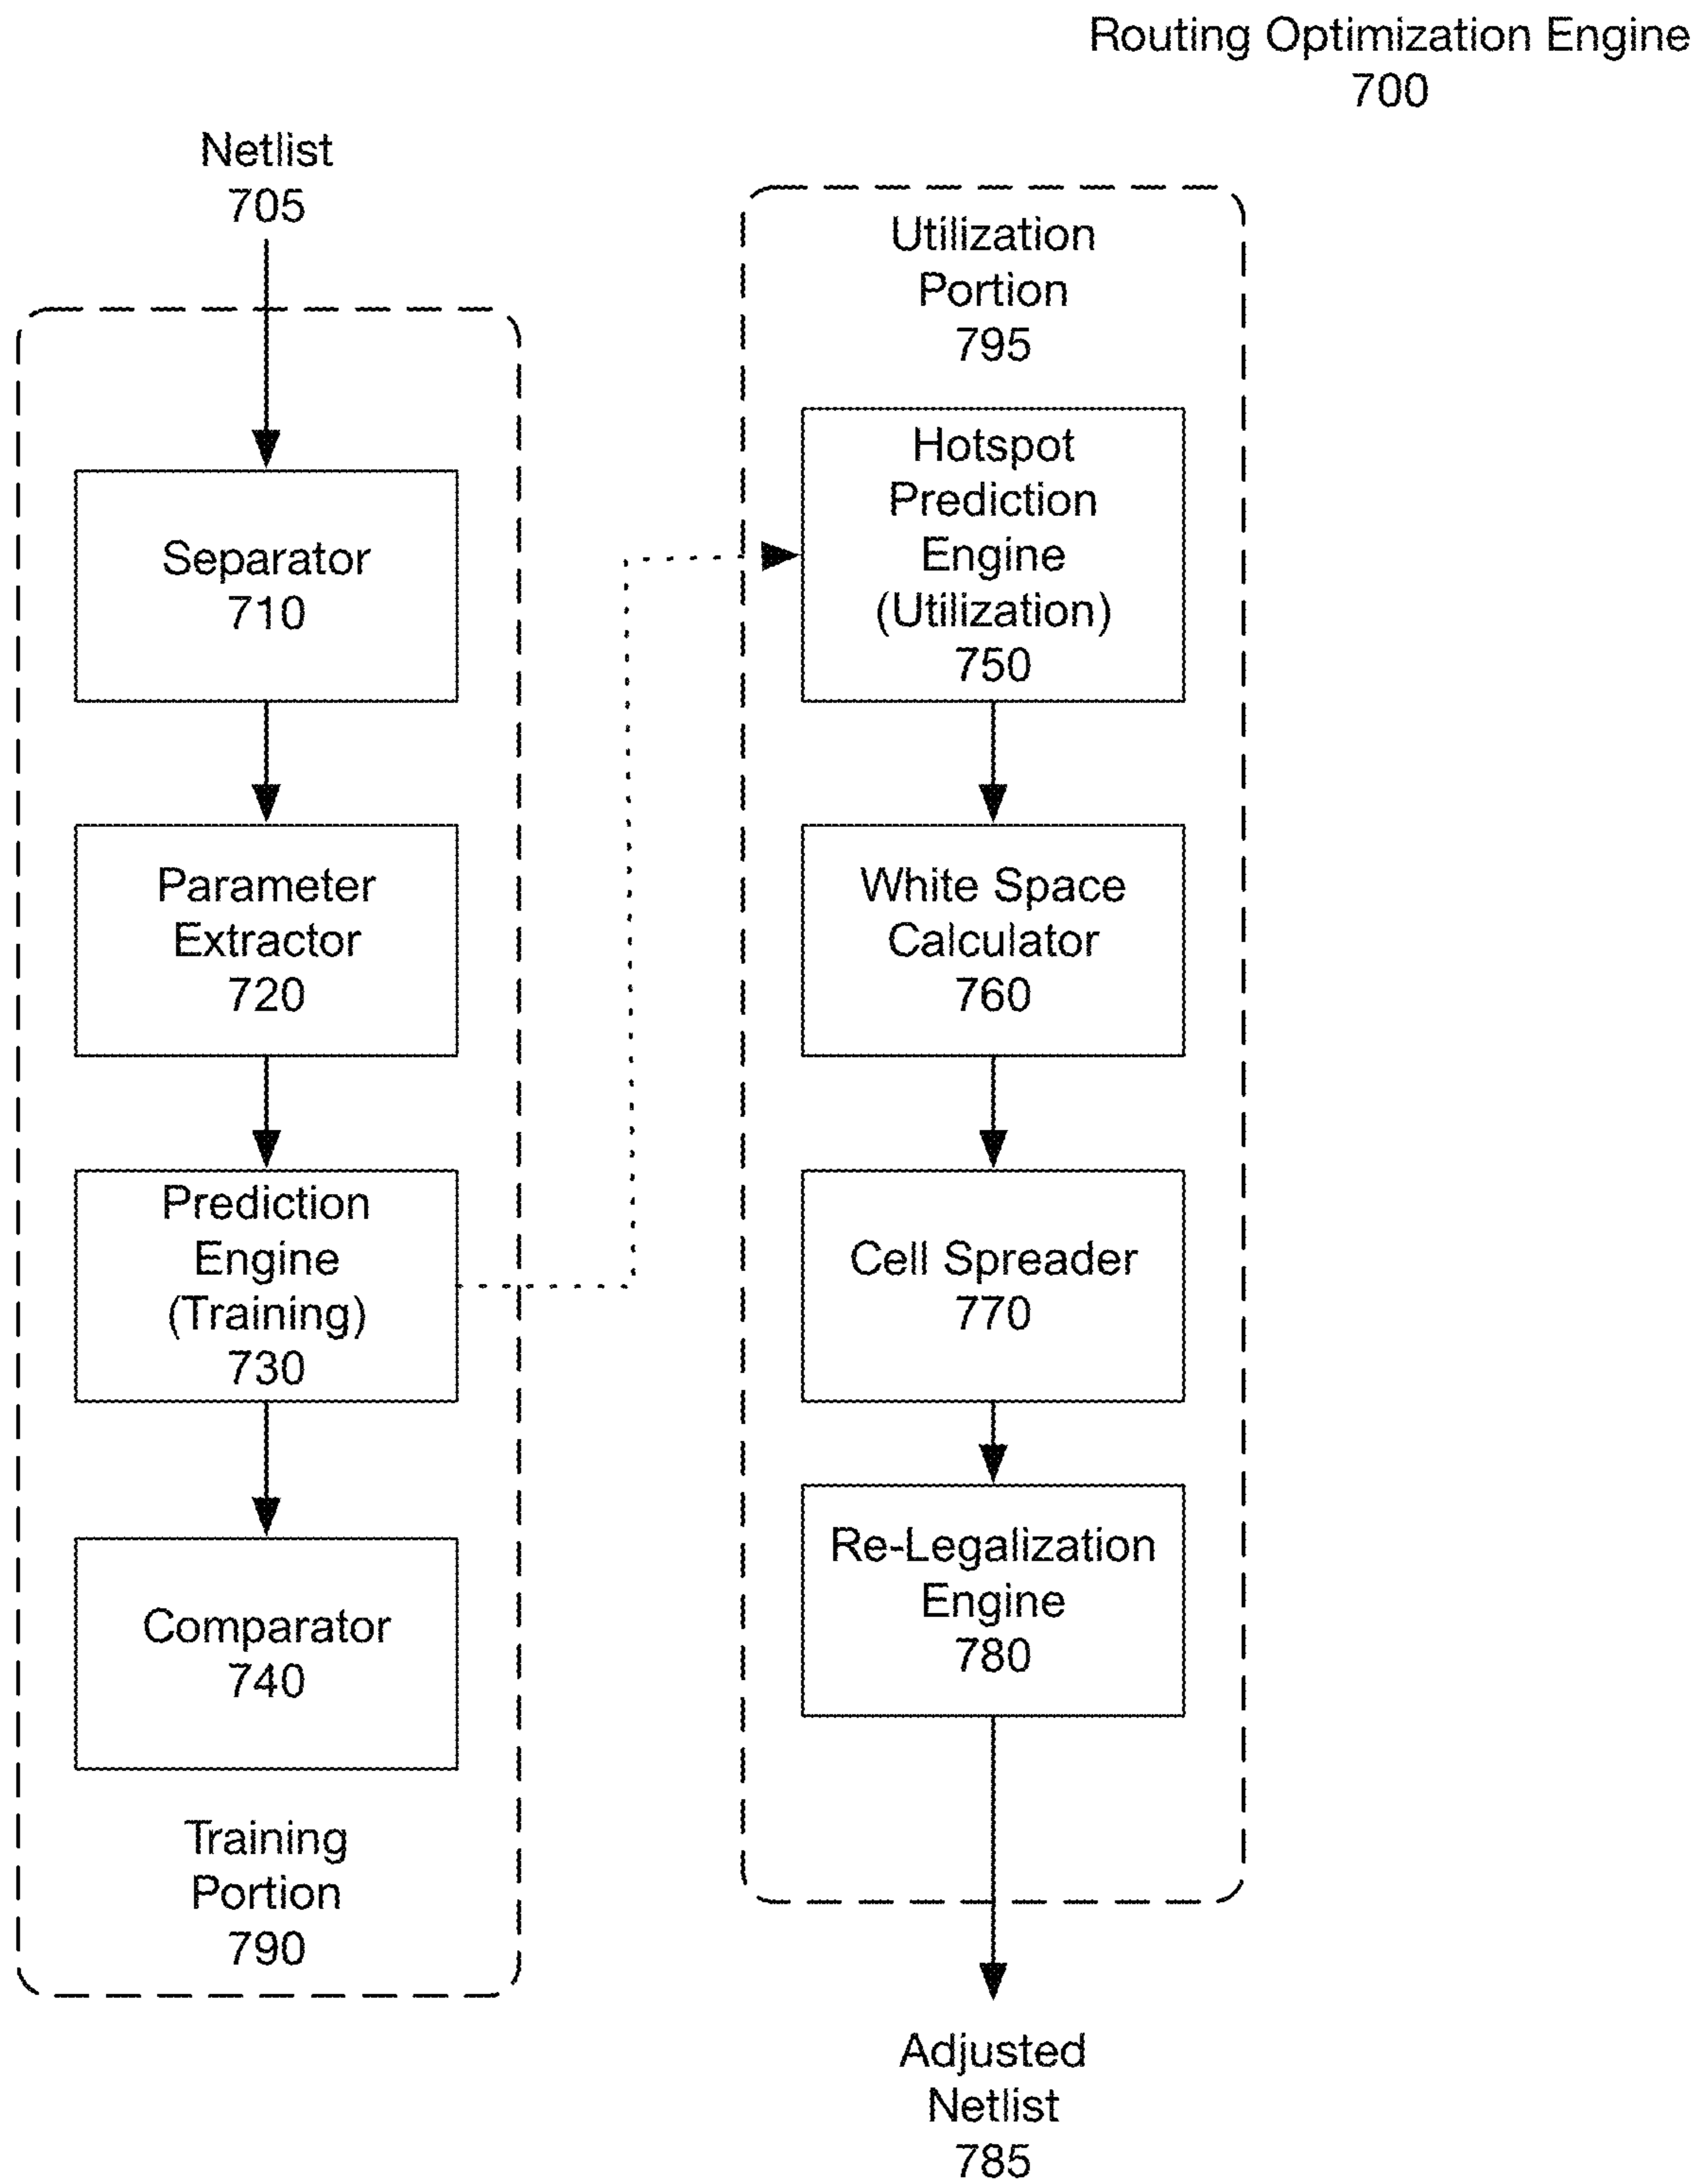 Routing Optimization Engine
700
Netlist
705
Separator
710
Parameter
Extractor
720
Prediction
Engine
(Training)
730
Comparator
740
Training
Portion
790
Utilization
Portion
795
Hotspot
Prediction
Engine
(Utilization)
750
White Space
Calculator
760
Cell Spreader
770
Re-Legalization
Engine
780
Adjusted
Netlist
785